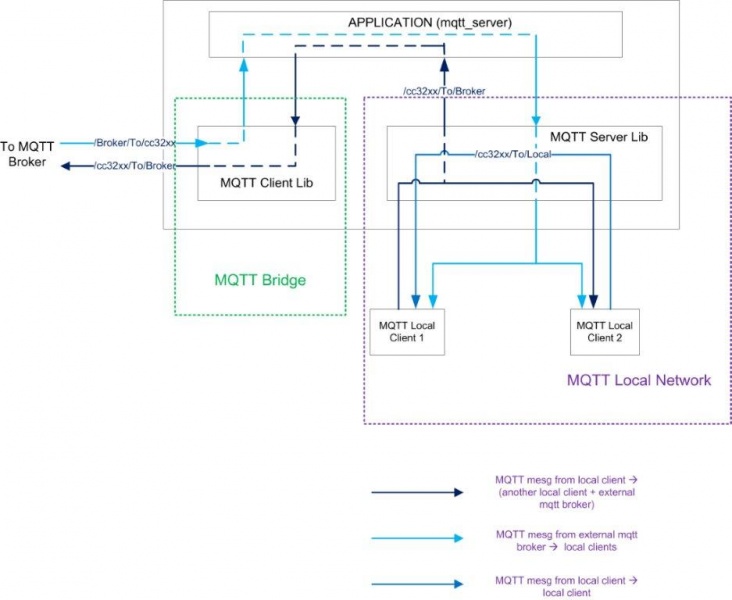 APPLICATION (mqtt_server)
/cc32xx/To/Broker
MQTT Server Lib
To MQTT
Broker
/Broker/To/cc32xx
/cc32xx/To/Broker
/cc32xx/To/Local
MQTT Client Lib
MQTT Bridge
MQTT Local
Client 1
MQTT Local
Client 2
MQTT Local Network
MQTT mesg from local client →
(another local client + external
mqtt broker)
MQTT mesg from external mqtt
broker → local clients
MQTT mesg from local client →
local client